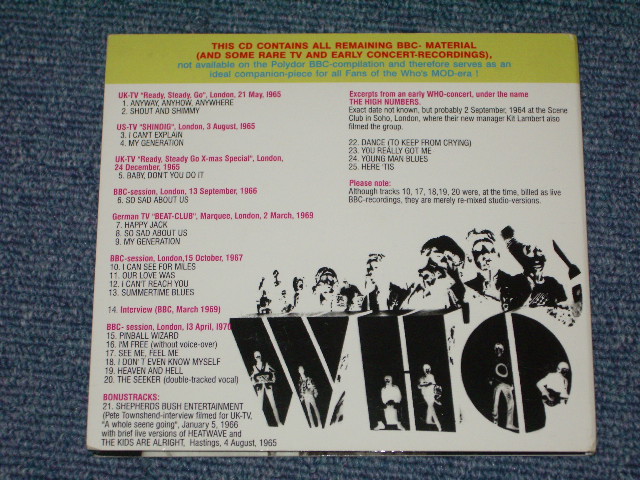 THIS CD CONTAINS ALL REMAINING BBC- MATERIAL
(AND SOME RARE TV AND EARLY CONCERT-RECORDINGS),
not available on the Polydor BBC-compilation and therefore serves as an
ideal companion-piece for all Fans of the Who's MOD-era !
UK-TV "Ready, Steady, Go", London, 21 May, I965
1. ANYWAY, ANYHOW, ANYWHERE
2. SHOUT AND SHIMMY
US-TV "SHINDIG", London, 3 August, I965
3. I CAN'T EXPLAIN
4. MY GENERATION
UK-TV "Ready, Steady Go X-mas Special", London,
24 December, 1965
5. BABY, DON'T YOU DO IT
BBC-session, London, 13 September, 1966
6. SO SAD ABOUT US
German TV "BEAT-CLUB", Marquee, London, 2 March, 1969
7. HAPPY JACK
8. SO SAD ABOUT US
9. MY GENERATION
BBC-session, London,15 October, 1967
10. I CAN SEE FOR MILES
11. OUR LOVE WAS
12. I CAN'T REACH YOU
13. SUMMERTIME BLUES
14. Interview (BBC, March 1969)
BBC- session, London, I3 April, I970
15. PINBALL WIZARD
16. I'M FREE (without voice-over)
17. SEE ME, FEEL ME
18. I DON'T EVEN KNOW MYSELF
19. HEAVEN AND HELL
20. THE SEEKER (double-tracked vocal)
BONUSTRACKS:
21. SHEPHERDS BUSH ENTERTAINMENT
(Pete Townshend-interview filmed for UK-TV,
"A whole seene going", January 5, 1966
with brief live versions of HEATWAVE and
THE KIDS ARE ALRIGHT, Hastings, 4 August, 1965
Excerpts from an early WHO-concert, under the name
THE HIGH NUMBERS.
Exact date not known, but probably 2 September, 1964 at the Scene
Club in Soho, London, where their new manager Kit Lambert also
filmed the group.
22. DANCE (TO KEEP FROM CRYING)
23. YOU REALLY GOT ME
24. YOUNG MAN BLUES
25. HERE 'TIS
Please note:
Although tracks 10, 17, 18,19, 20 were, at the time, billed as live
BBC-recordings, they are merely re-mixed studio-versions.
WHO